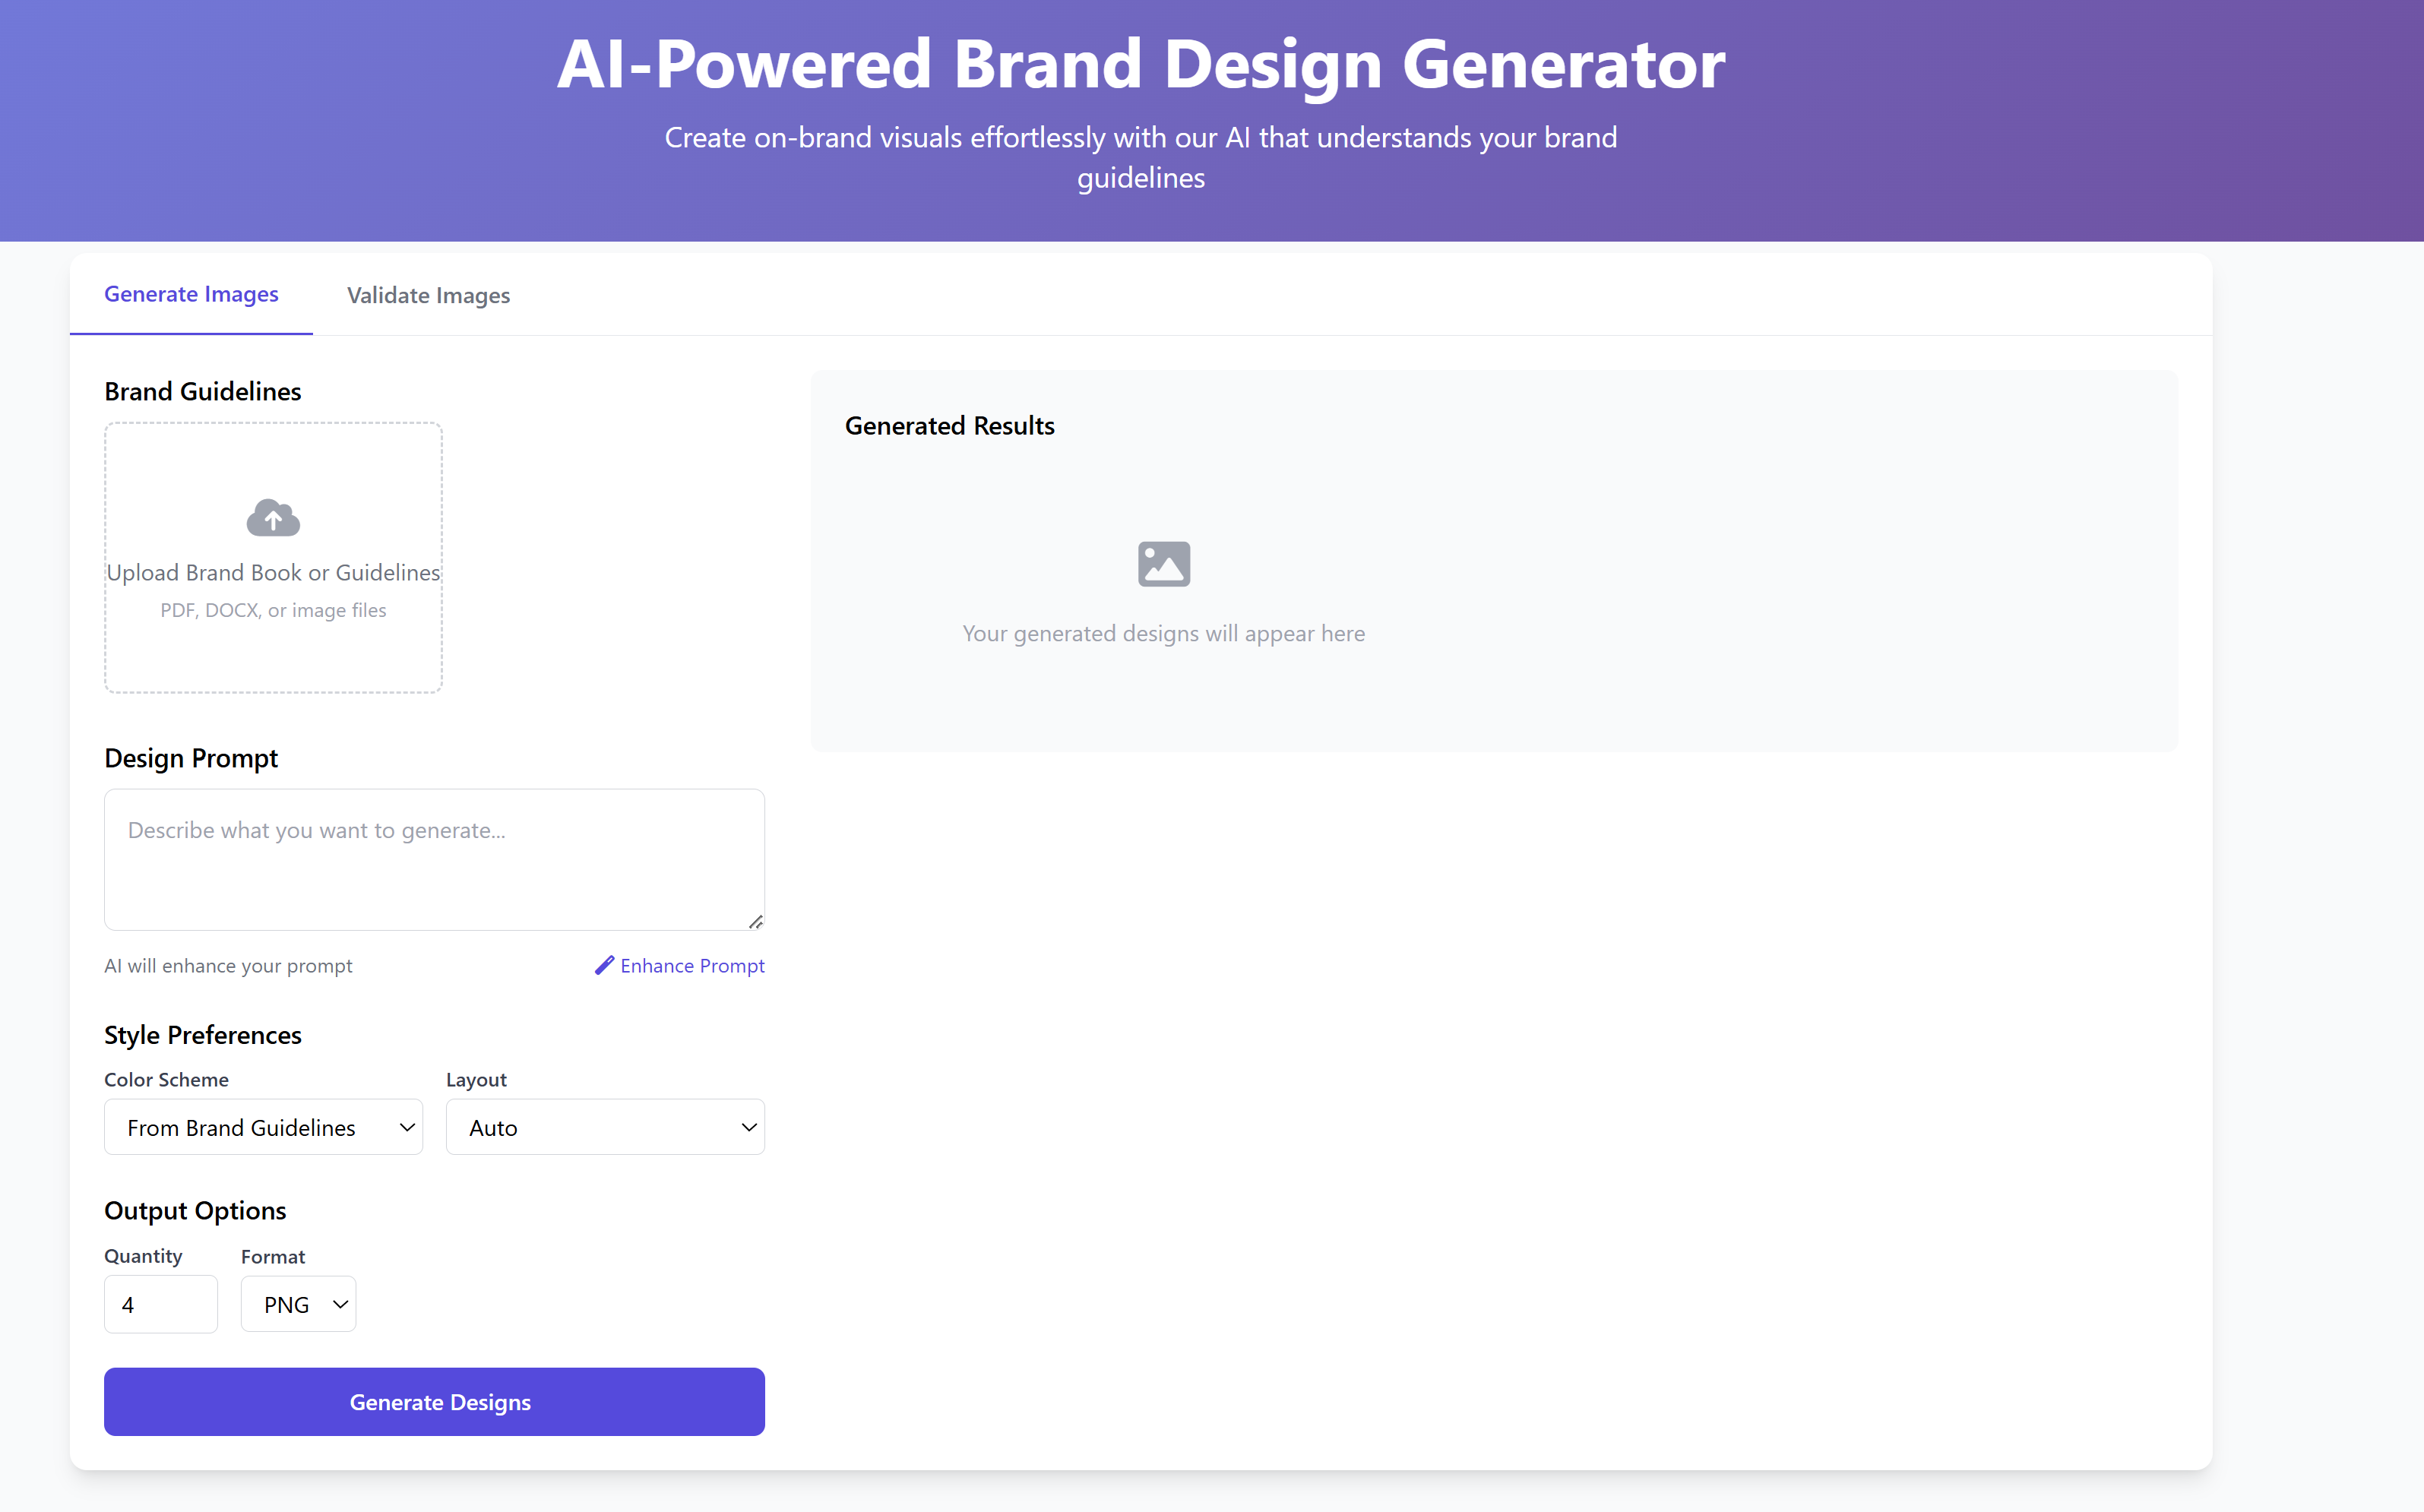 AI-Powered Brand Design Generator
Create on-brand visuals effortlessly with our AI that understands your brand
guidelines
Generate Images
Validate Images
Brand Guidelines
Upload Brand Book or Guidelines
PDF, DOCX, or image files
Design Prompt
Describe what you want to generate...
AI will enhance your prompt
Enhance Prompt
Style Preferences
Color Scheme
Layout
From Brand Guidelines
Auto
Output Options
Quantity
Format
4
PNG
Generate Designs
Generated Results
Your generated designs will appear here